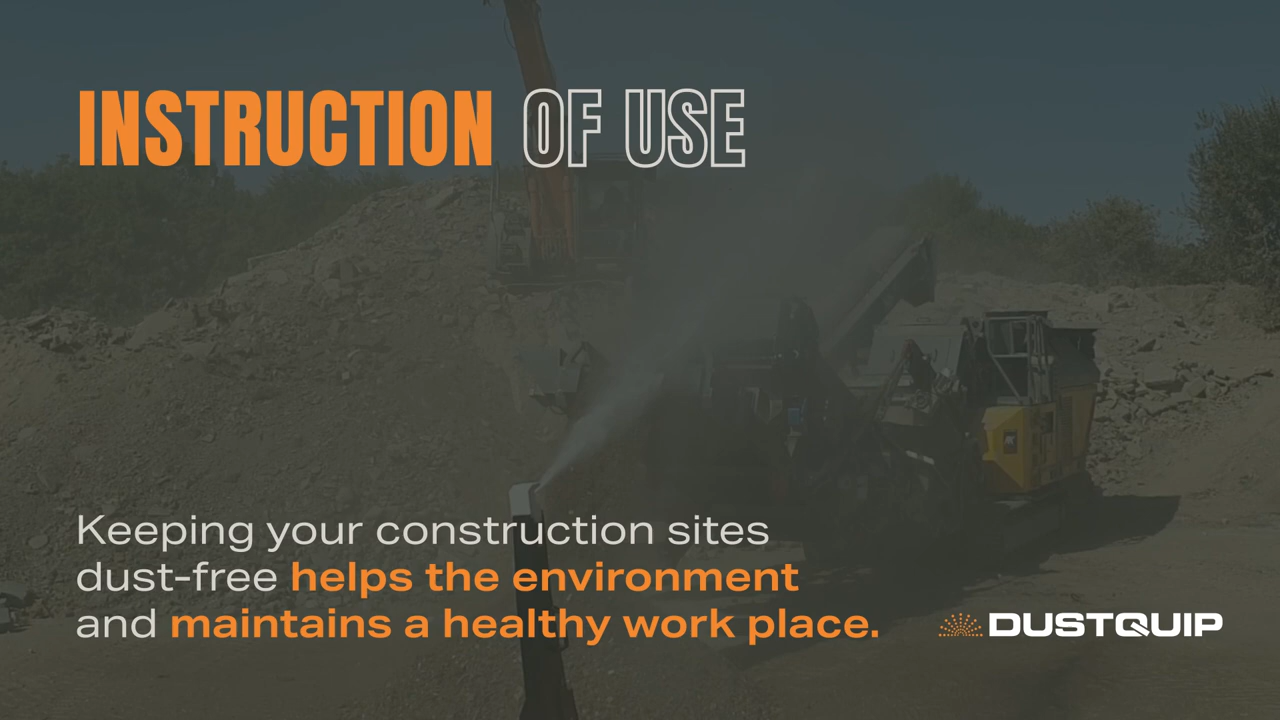 INSTRUCTION OF USE
Keeping your construction sites
dust-free helps the environment
and maintains a healthy work place.
DUSTQUIP